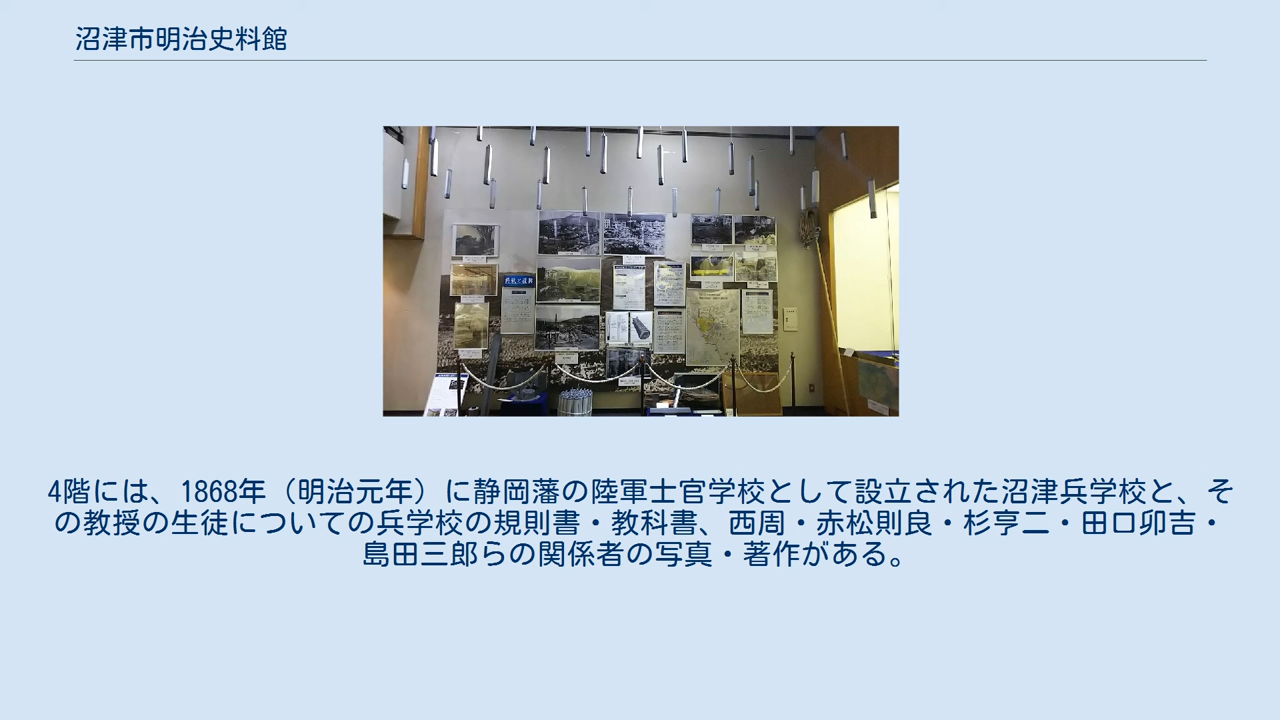 沼津市明治史料館
4階には、1868年（明治元年）に静岡藩の陸軍士官学校として設立された沼津兵学校と、そ
の教授の生徒についての兵学校の規則書・教科書、西周・赤松則良・杉亨二・田口卯吉・
島田三郎らの関係者の写真・著作がある。